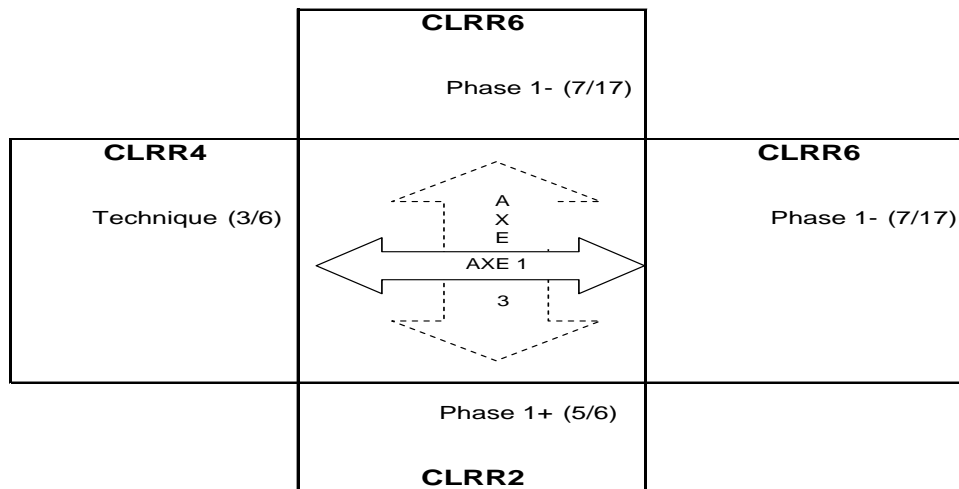 CLRR6
Phase 1- (7/17)
CLRR4
CLRR6
Technique (3/6)
Phase 1- (7/17)
A
X
E
AXE 1
3
Phase 1+ (5/6)
CLRR2